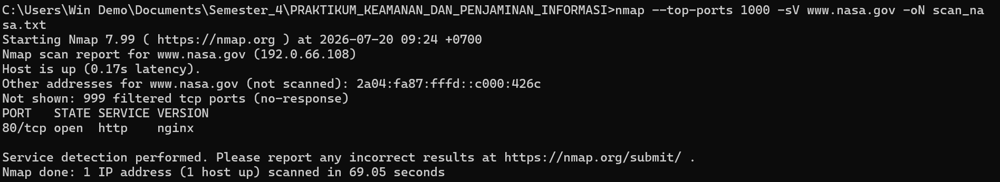 C:\Users\Win Demo\Documents\Semester_4\PRAKTIKUM_KEAMANAN_DAN_PENJAMINAN_INFORMASI>nmap --top-ports 1000 -sV www.nasa.gov -oN scan_na
sa.txt
Starting Nmap 7.99 ( https://nmap.org ) at 2026-07-20 09:24 +0700
Nmap scan report for www.nasa.gov (192.0.66.108)
Host is up (0.17s latency).
Other addresses for www.nasa.gov (not scanned): 2a04:fa87:fffd::c000:426c
Not shown: 999 filtered tcp ports (no-response)
PORT   STATE SERVICE VERSION
80/tcp open  http    nginx

Service detection performed. Please report any incorrect results at https://nmap.org/submit/ .
Nmap done: 1 IP address (1 host up) scanned in 69.05 seconds